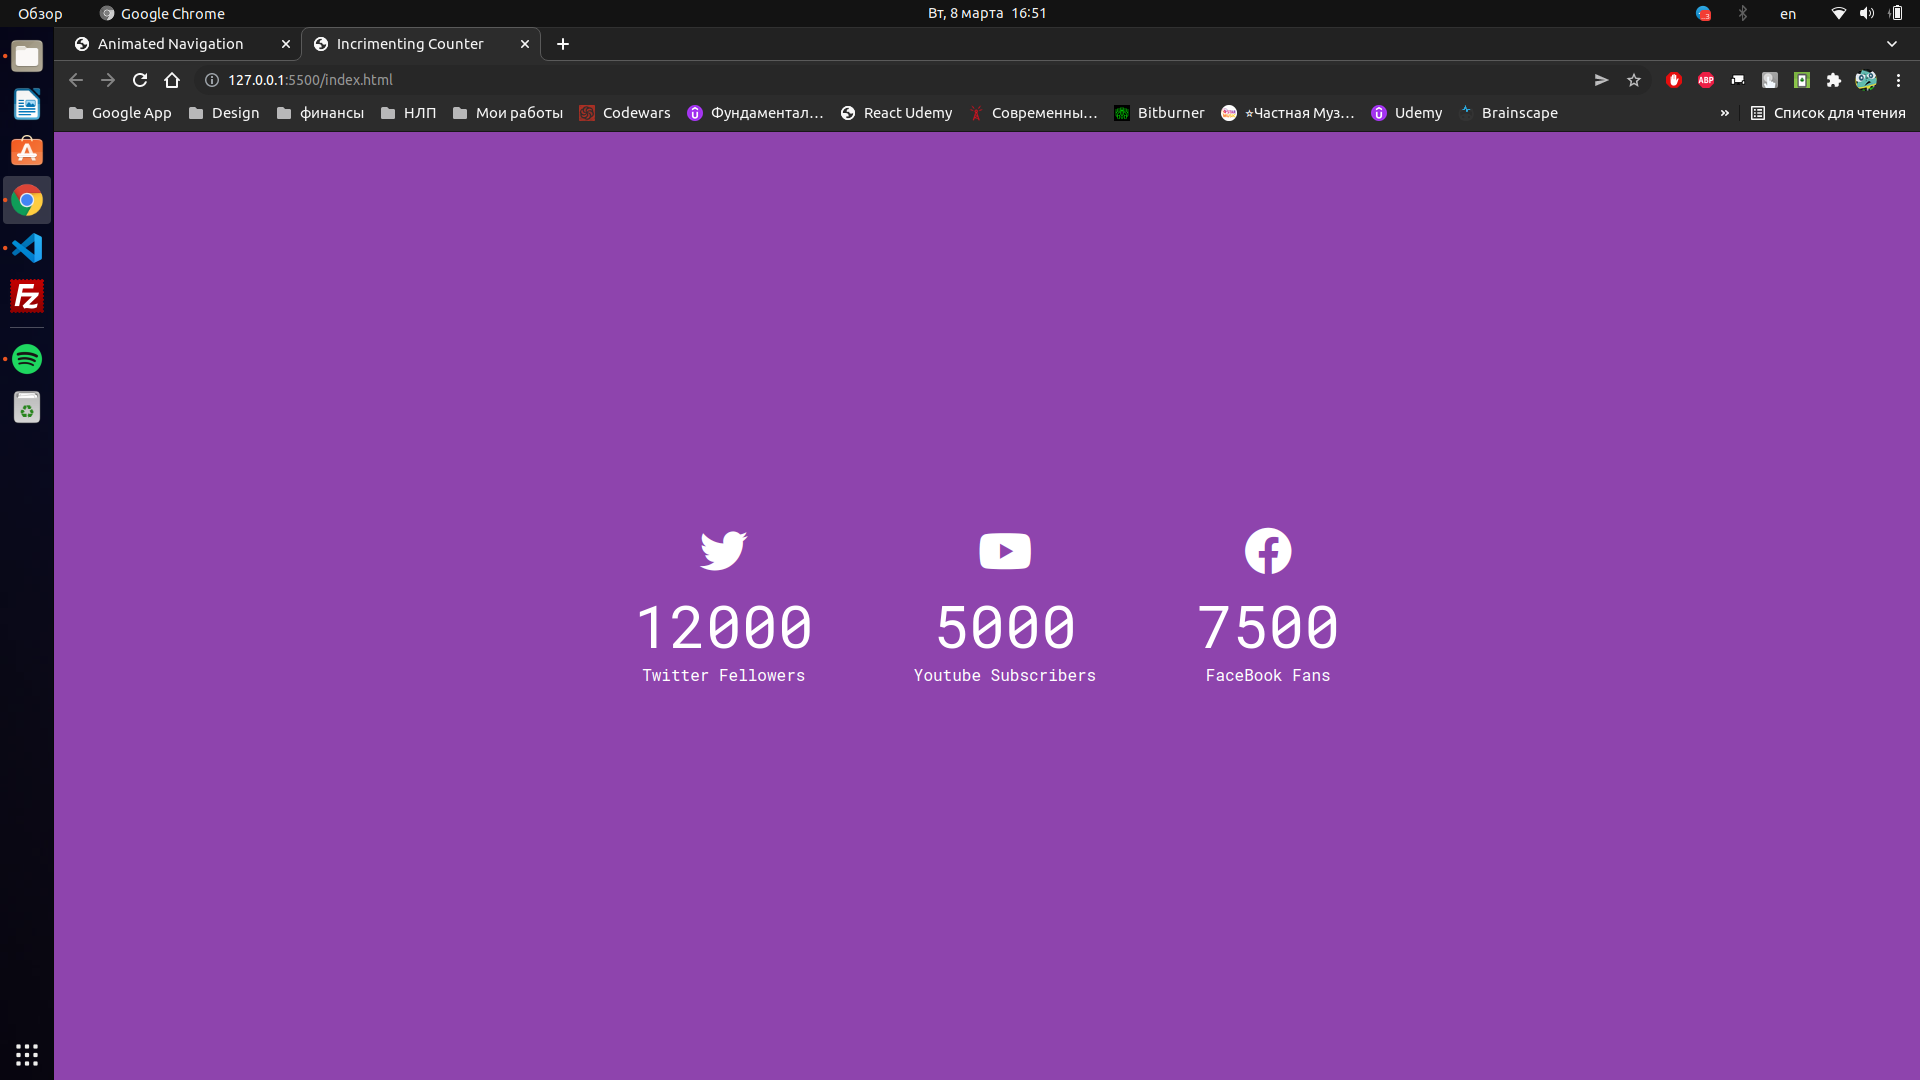 Обзор Google Chrome Вт, 8 марта 16:51 en
Animated Navigation Incrimenting Counter
127.0.0.1:5500/index.html ABP
Google App Design финансы НЛП Мои работы Codewars Фундаментал... React Udemy Современны... Bitburner ⭐Частная Муз... Udemy Brainscape » Список для чтения
12000 5000 7500
Twitter Fellowers Youtube Subscribers FaceBook Fans